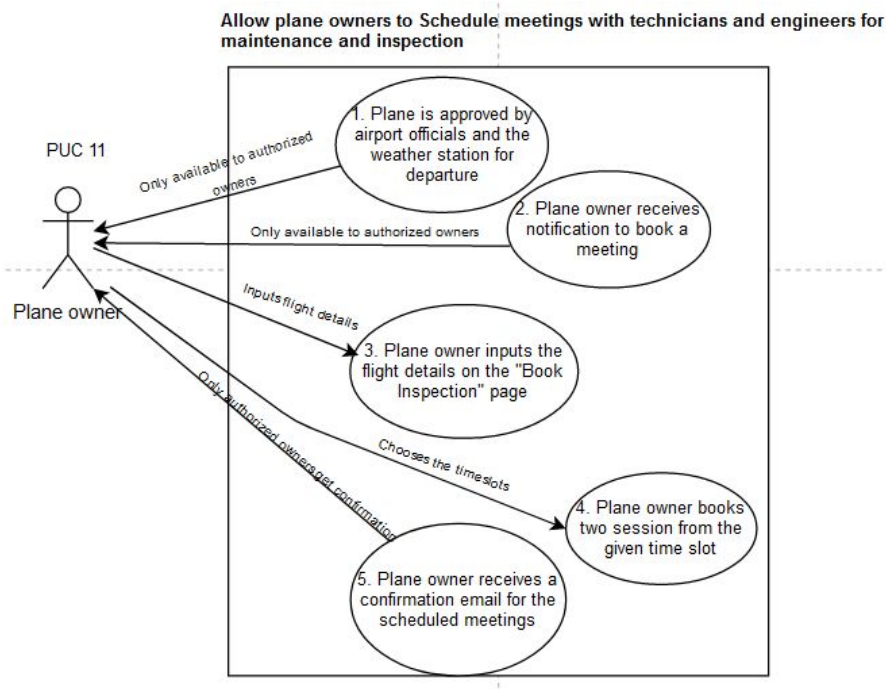 Allow plane owners to Schedule meetings with technicians and engineers for
maintenance and inspection
PUC 11
Plane owner
1. Plane is approved by
airport officials and the
weather station for
departure
Only available to authorized
owners
2. Plane owner receives
notification to book a
meeting
Only available to authorized owners
Inputs flight details
3. Plane owner inputs the
flight details on the "Book
Inspection" page
Only authorized owners get confirmation
Chooses the time slots
4. Plane owner books
two session from the
given time slot
5. Plane owner receives a
confirmation email for the
scheduled meetings